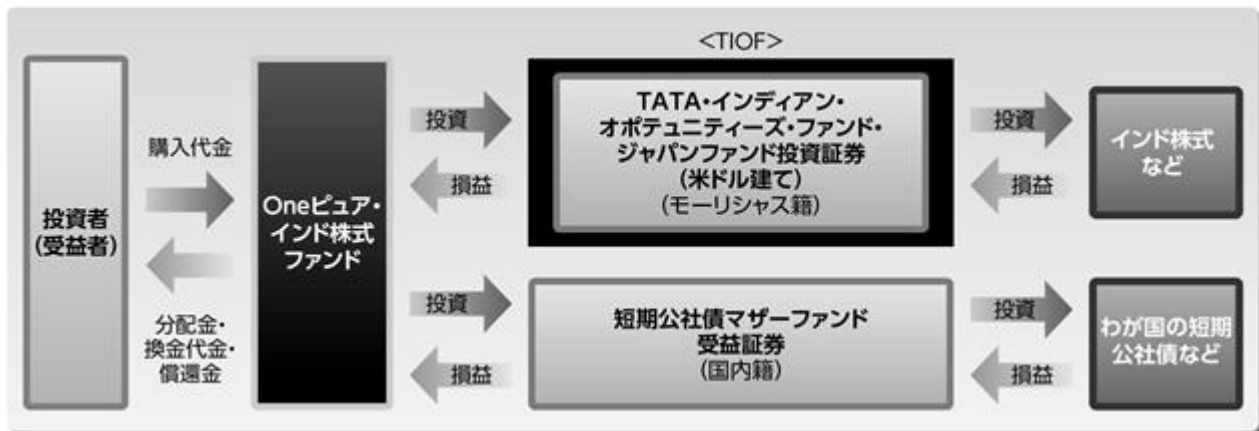 <TIOF>
投資者
(受益者)
購入代金
分配金・
換金代金・
償還金
Oneピュア・
インド株式
ファンド
投資
損益
TATA・インディアン・
オポテュニティーズ・ファンド・
ジャパンファンド投資証券
(米ドル建て)
(モーリシャス籍)
投資
損益
インド株式
など
投資
損益
短期公社債マザーファンド
受益証券
(国内籍)
投資
損益
わが国の短期
公社債など